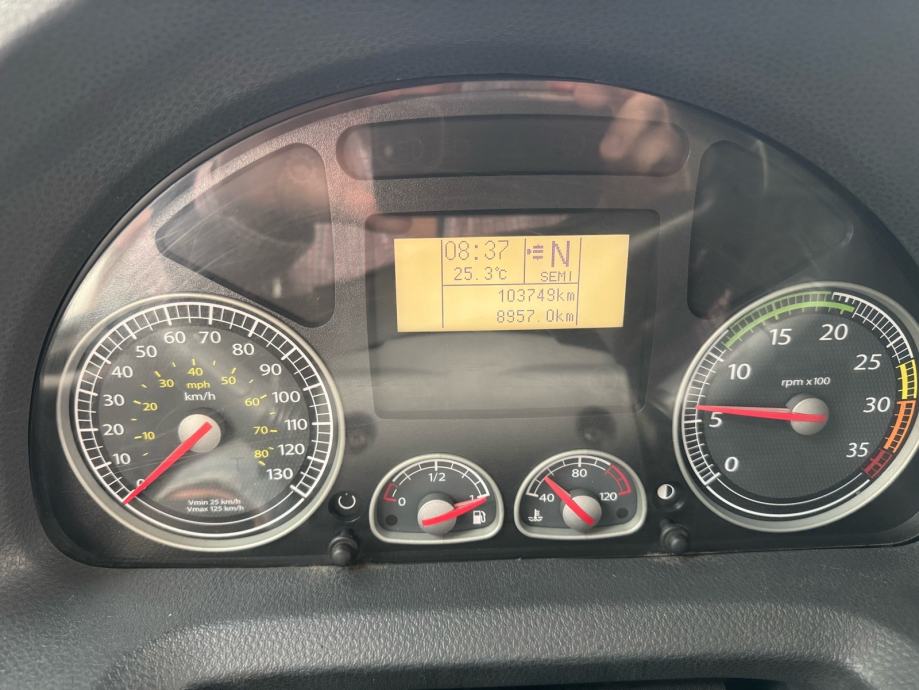 08:37 N
25.3°C SEMI
103749km
8957.0km
0 10 20 30 40 50 60 70 80 90 100 110 120 130
10 20 30 40 50 60 70 80
mph
km/h
Vmin 25 km/h
Vmax 125 km/h
0 1/2 1/1
40 80 120
0 5 10 15 20 25 30 35
rpm x100